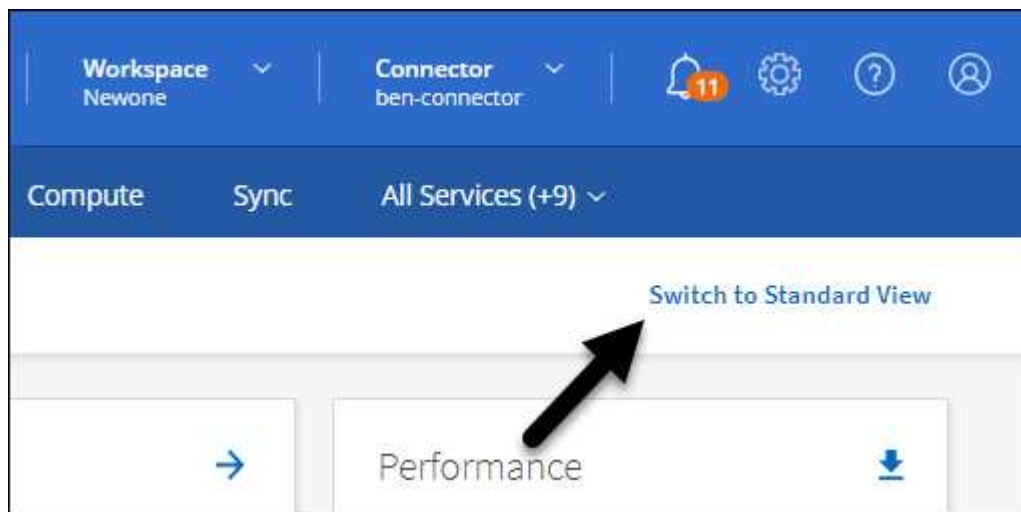 Workspace
Newone
Connector
ben-connector
11
?
Compute
Sync
All Services (+9)
Switch to Standard View
Performance